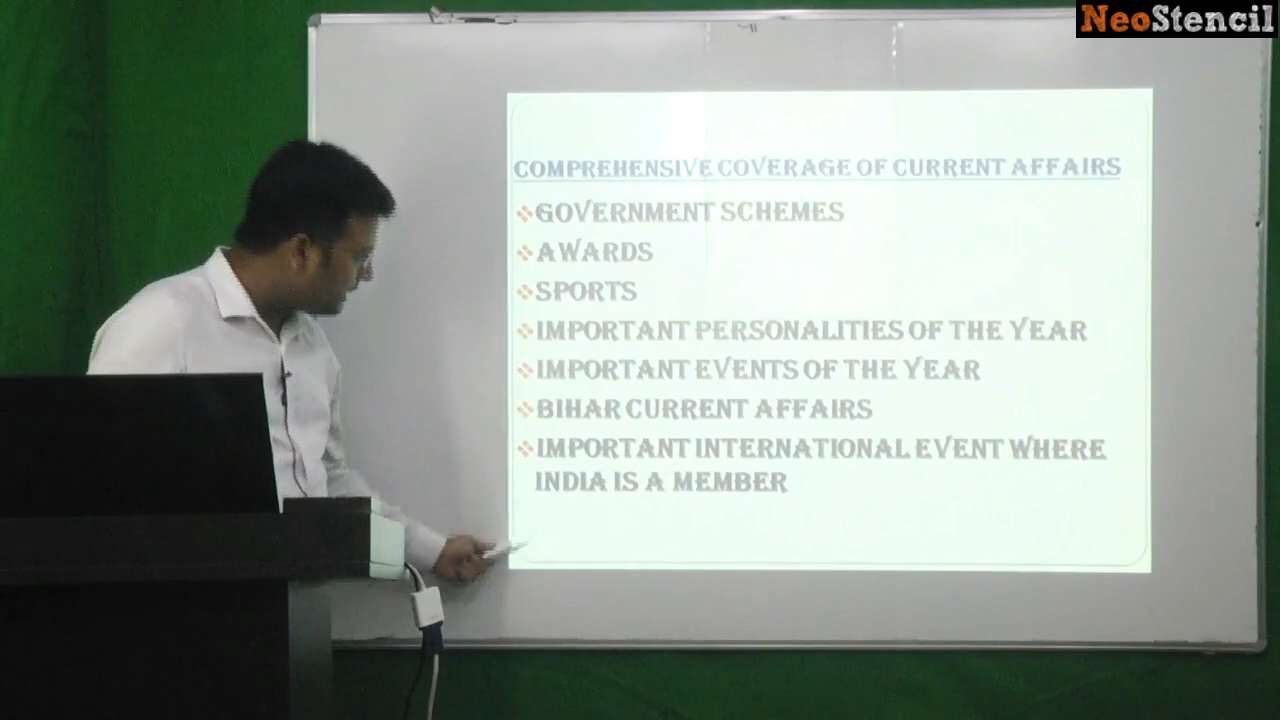 NeoStencil
COMPREHENSIVE COVERAGE OF CURRENT AFFAIRS
GOVERNMENT SCHEMES
AWARDS
SPORTS
IMPORTANT PERSONALITIES OF THE YEAR
IMPORTANT EVENTS OF THE YEAR
BIHAR CURRENT AFFAIRS
IMPORTANT INTERNATIONAL EVENT WHERE
INDIA IS A MEMBER